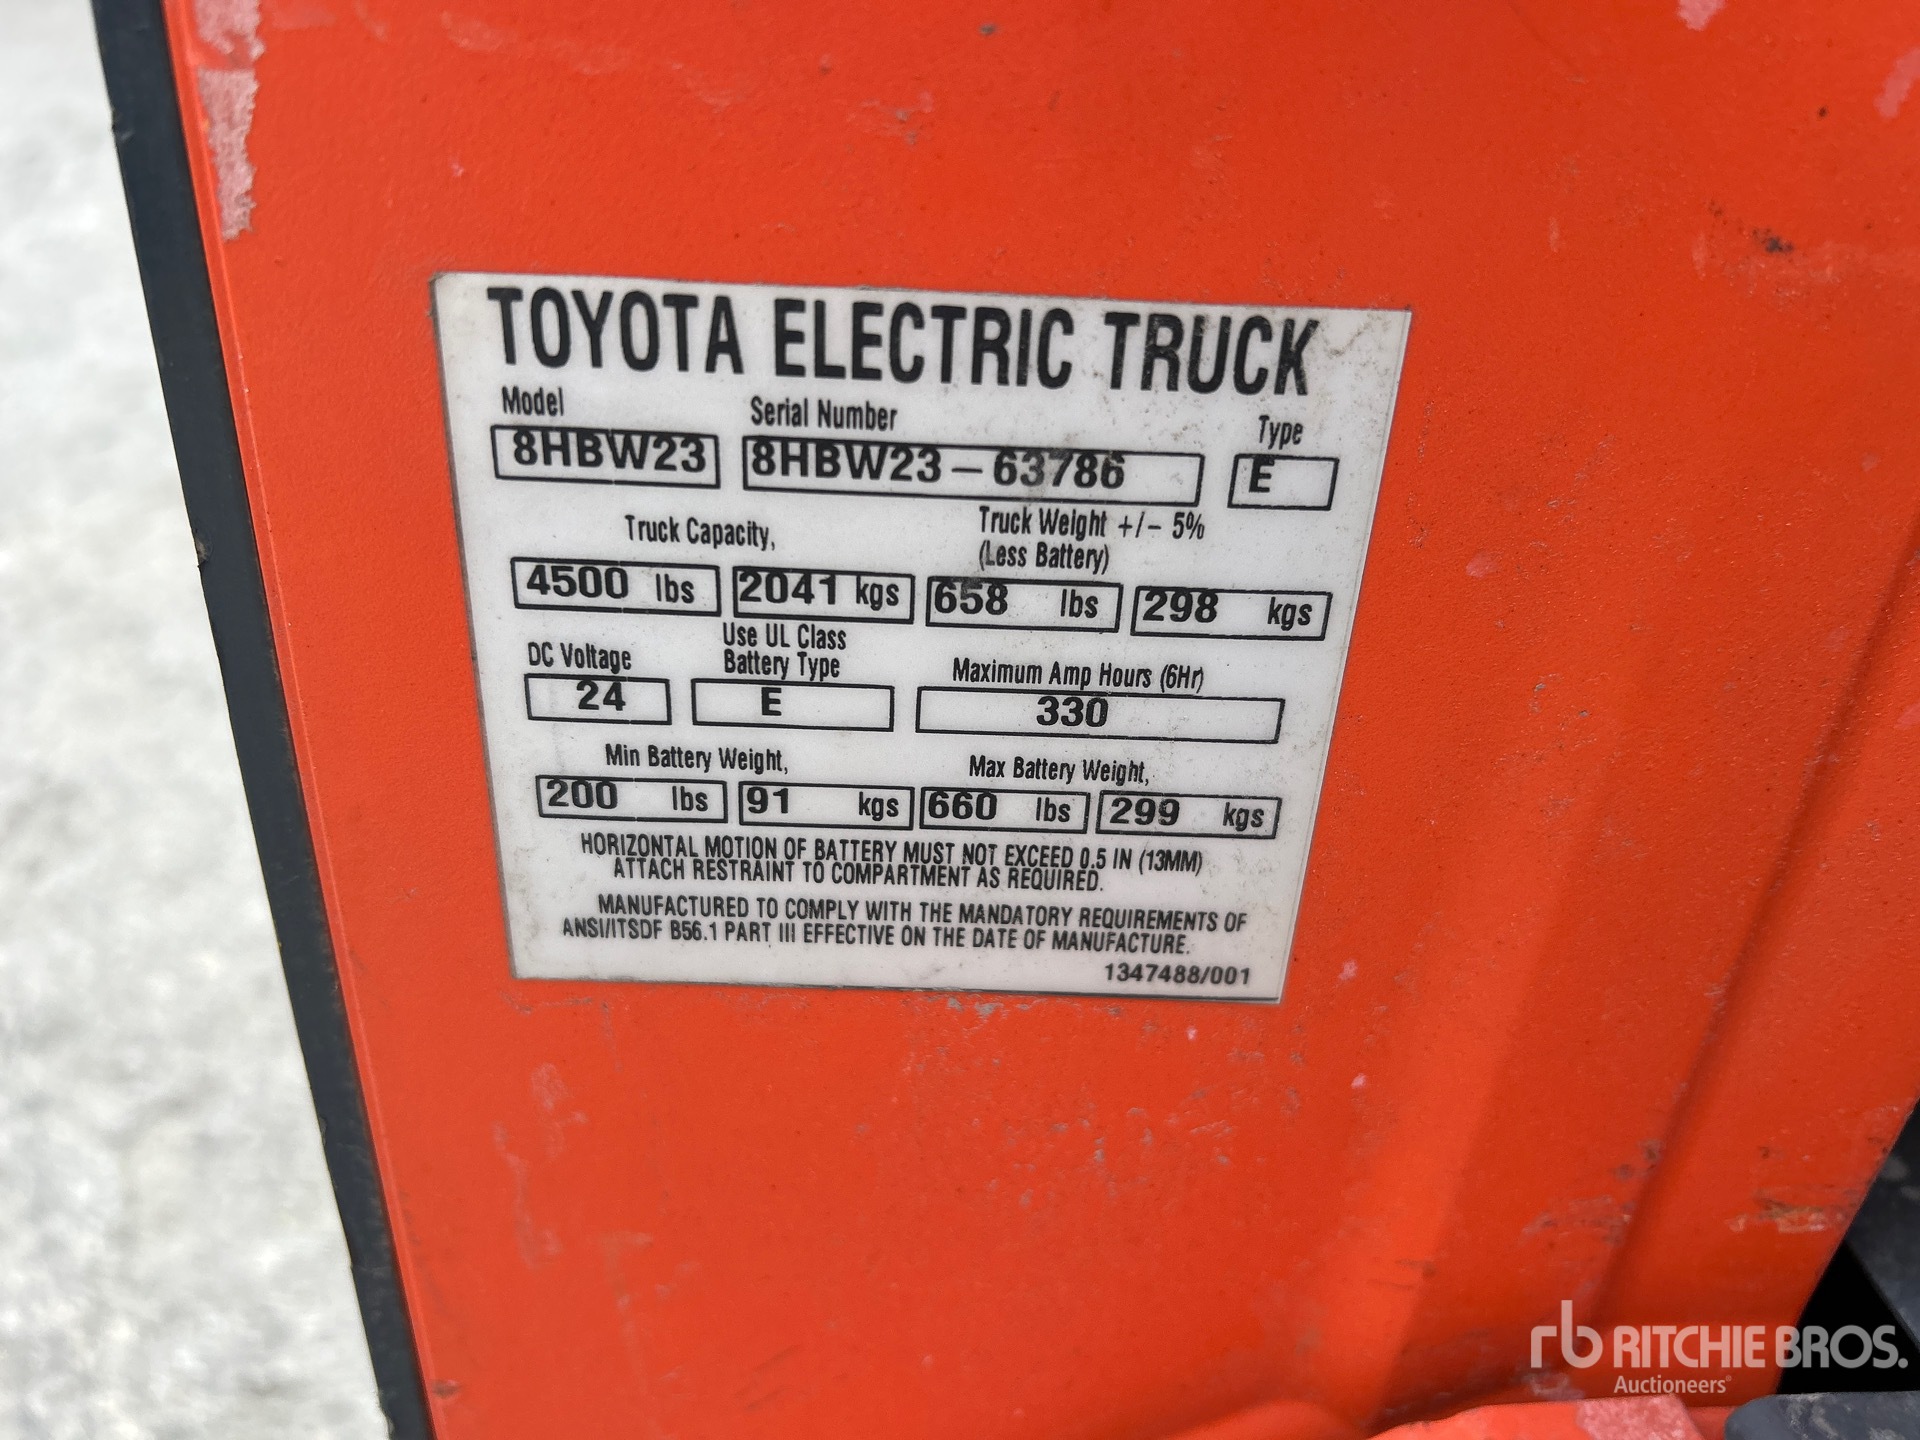 TOYOTA ELECTRIC TRUCK
Model Serial Number Type
8HBW23 8HBW23-63786 E
Truck Capacity, Truck Weight +/- 5%
(Less Battery)
4500 lbs 2041 kgs 658 lbs 298 kgs
DC Voltage Use UL Class Battery Type Maximum Amp Hours (6Hr)
24 E 330
Min Battery Weight, Max Battery Weight,
200 lbs 91 kgs 660 lbs 299 kgs
HORIZONTAL MOTION OF BATTERY MUST NOT EXCEED 0.5 IN (13MM)
ATTACH RESTRAINT TO COMPARTMENT AS REQUIRED.
MANUFACTURED TO COMPLY WITH THE MANDATORY REQUIREMENTS OF
ANSI/ITSDF B56.1 PART III EFFECTIVE ON THE DATE OF MANUFACTURE.
1347488/001
rb RITCHIE BROS.
Auctioneers